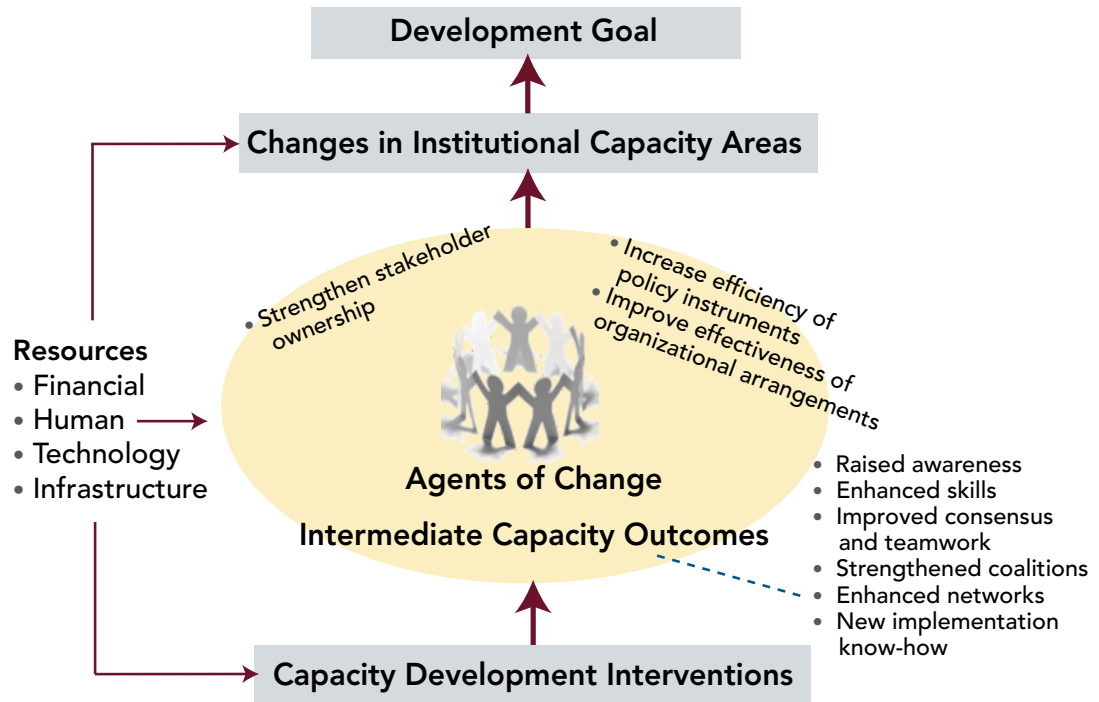 Development Goal
Changes in Institutional Capacity Areas
• Strengthen stakeholder
ownership
• Increase efficiency of
policy instruments
• Improve effectiveness of
organizational arrangements
Resources
• Financial
• Human
• Technology
• Infrastructure
Agents of Change
Intermediate Capacity Outcomes
• Raised awareness
• Enhanced skills
• Improved consensus
and teamwork
• Strengthened coalitions
• Enhanced networks
• New implementation
know-how
Capacity Development Interventions